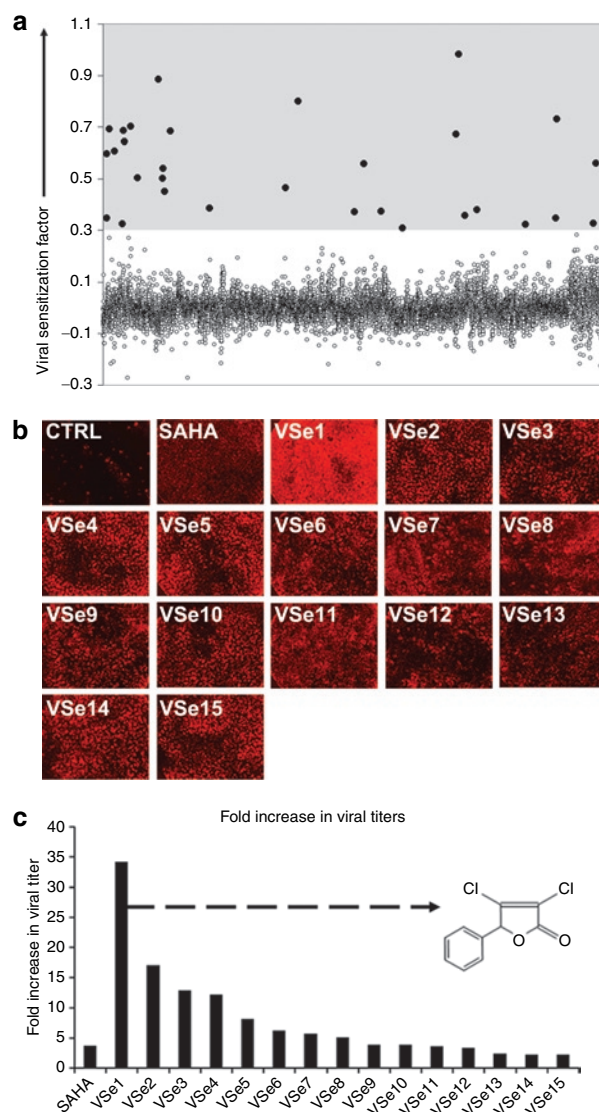 a
Viral sensitization factor
1.1
0.9
0.7
0.5
0.3
0.1
–0.1
–0.3
b
CTRL SAHA VSe1 VSe2 VSe3
VSe4 VSe5 VSe6 VSe7 VSe8
VSe9 VSe10 VSe11 VSe12 VSe13
VSe14 VSe15
c
Fold increase in viral titers
Fold increase in viral titer
40
35
30
25
20
15
10
5
0
Cl Cl
O O
SAHA VSe1 VSe2 VSe3 VSe4 VSe5 VSe6 VSe7 VSe8 VSe9 VSe10 VSe11 VSe12 VSe13 VSe14 VSe15